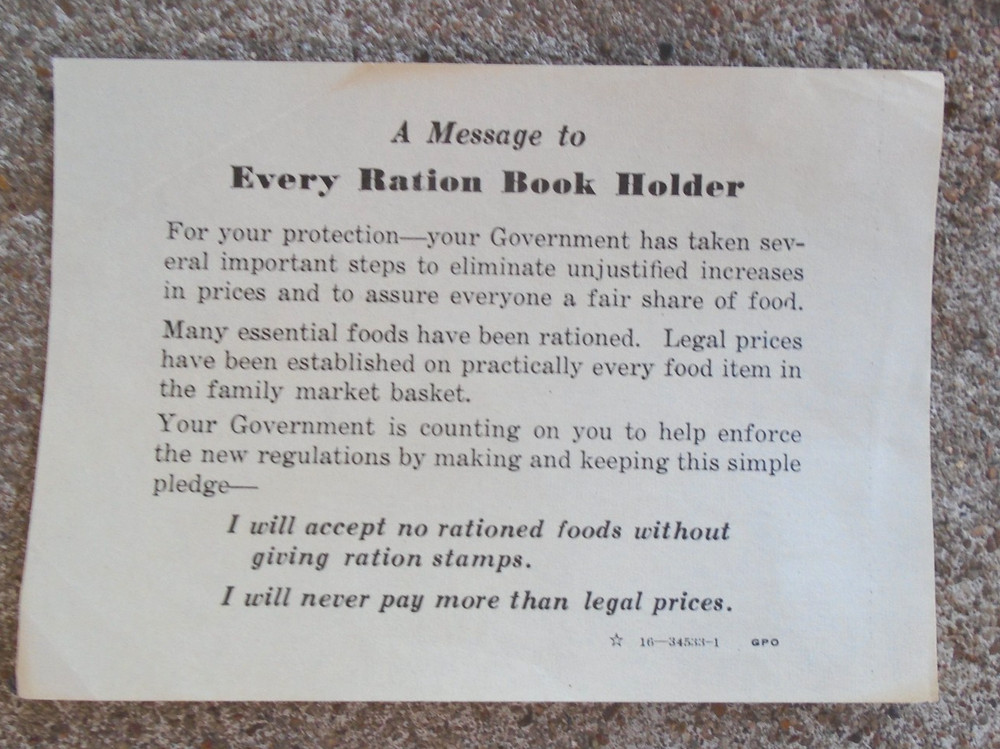 A Message to
Every Ration Book Holder
For your protection—your Government has taken sev-
eral important steps to eliminate unjustified increases
in prices and to assure everyone a fair share of food.
Many essential foods have been rationed. Legal prices
have been established on practically every food item in
the family market basket.
Your Government is counting on you to help enforce
the new regulations by making and keeping this simple
pledge—
I will accept no rationed foods without
giving ration stamps.
I will never pay more than legal prices.
☆ 16—34533-1 GPO